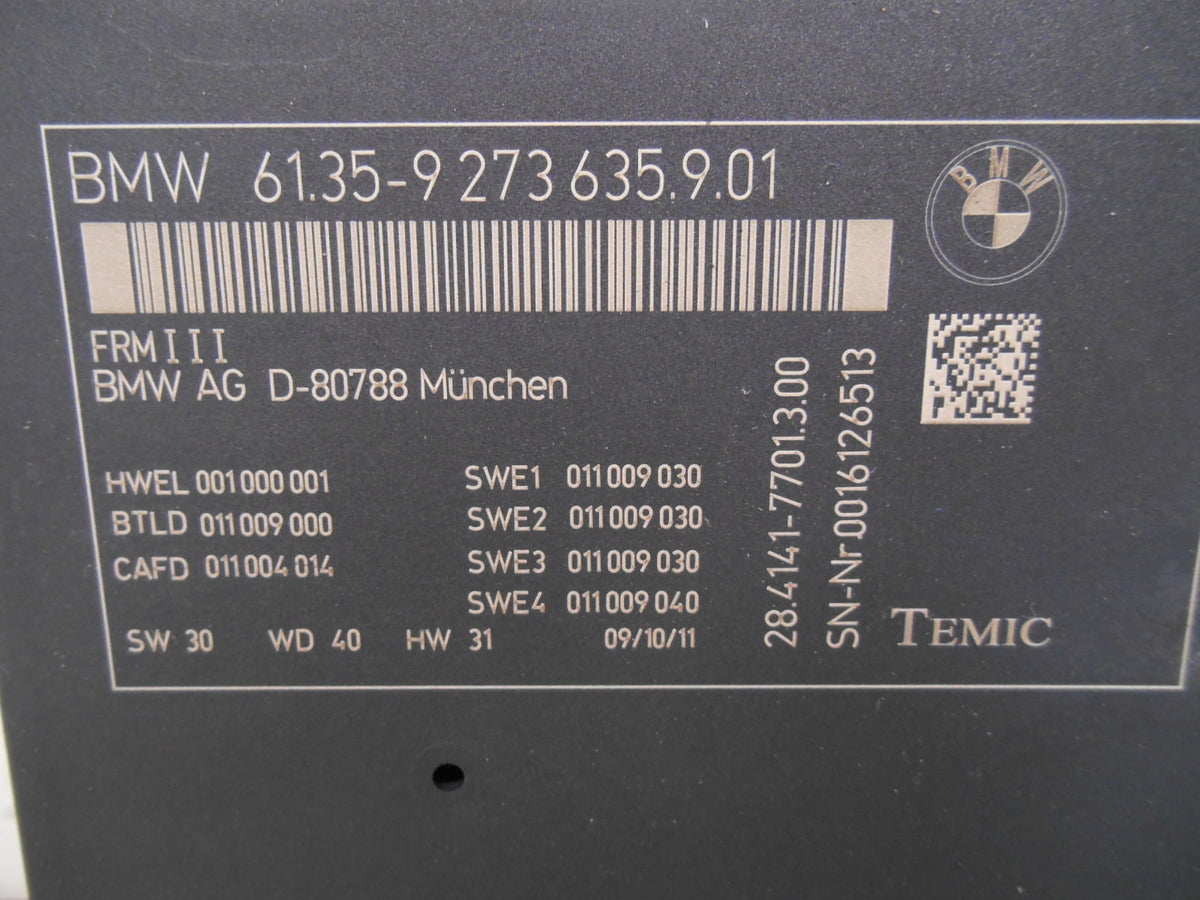 BMW 61.35-9 273 635.9.01
BMW
FRM III
BMW AG D-80788 München
HWEL 001 000 001
BTLD 011 009 000
CAFD 011 004 014
SWE1 011 009 030
SWE2 011 009 030
SWE3 011 009 030
SWE4 011 009 040
SW 30 WD 40 HW 31 09/10/11
28.4141-7701.3.00
SN-Nr.0016126513
TEMIC